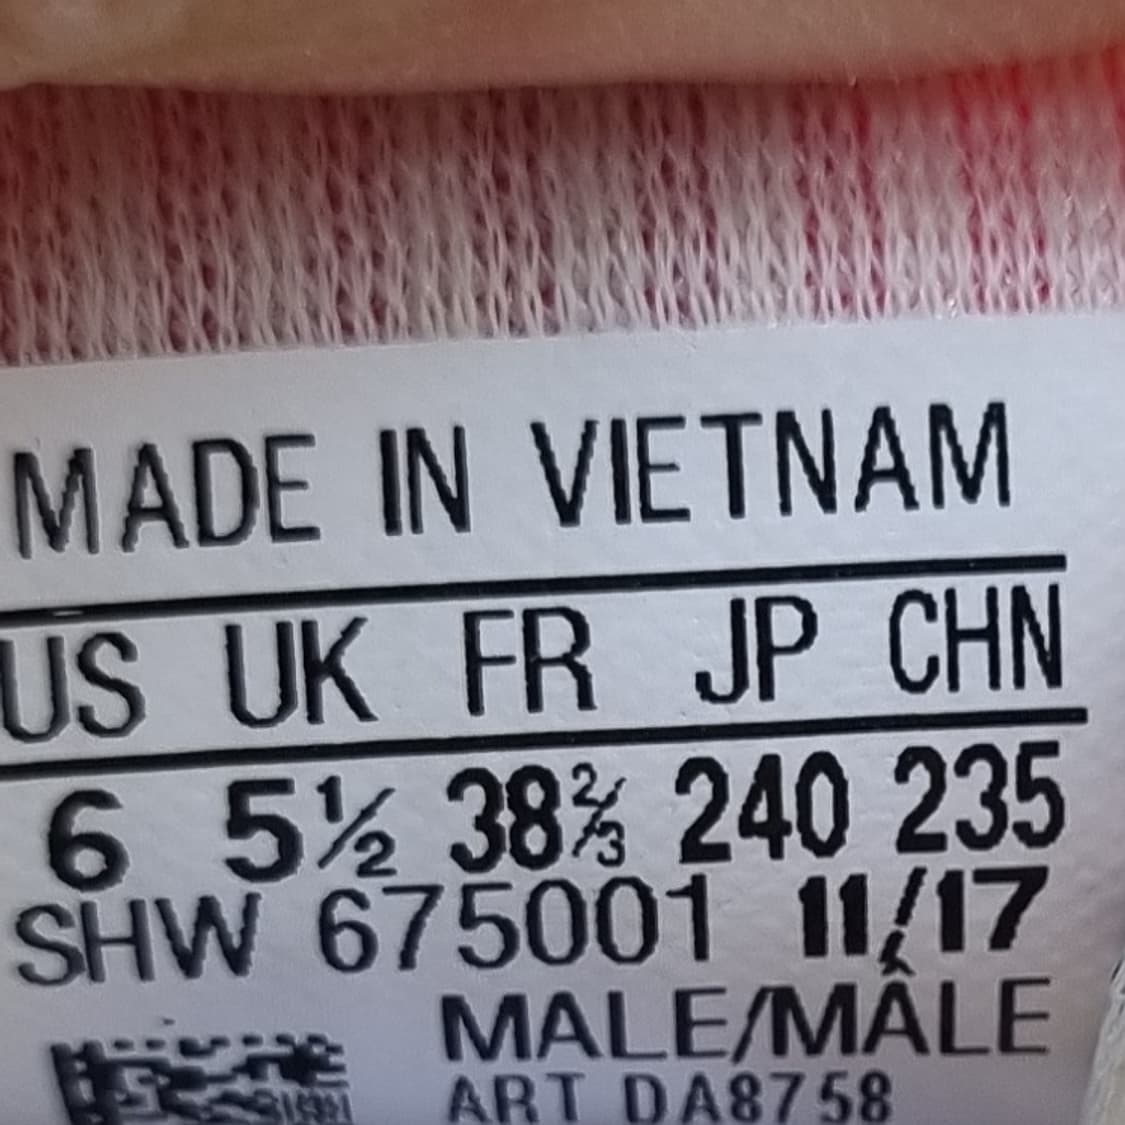 MADE IN VIETNAM
US UK FR JP CHN
6 5½ 38⅔ 240 235
SHW 675001 11/17
MALE/MÂLE
ART DA8758